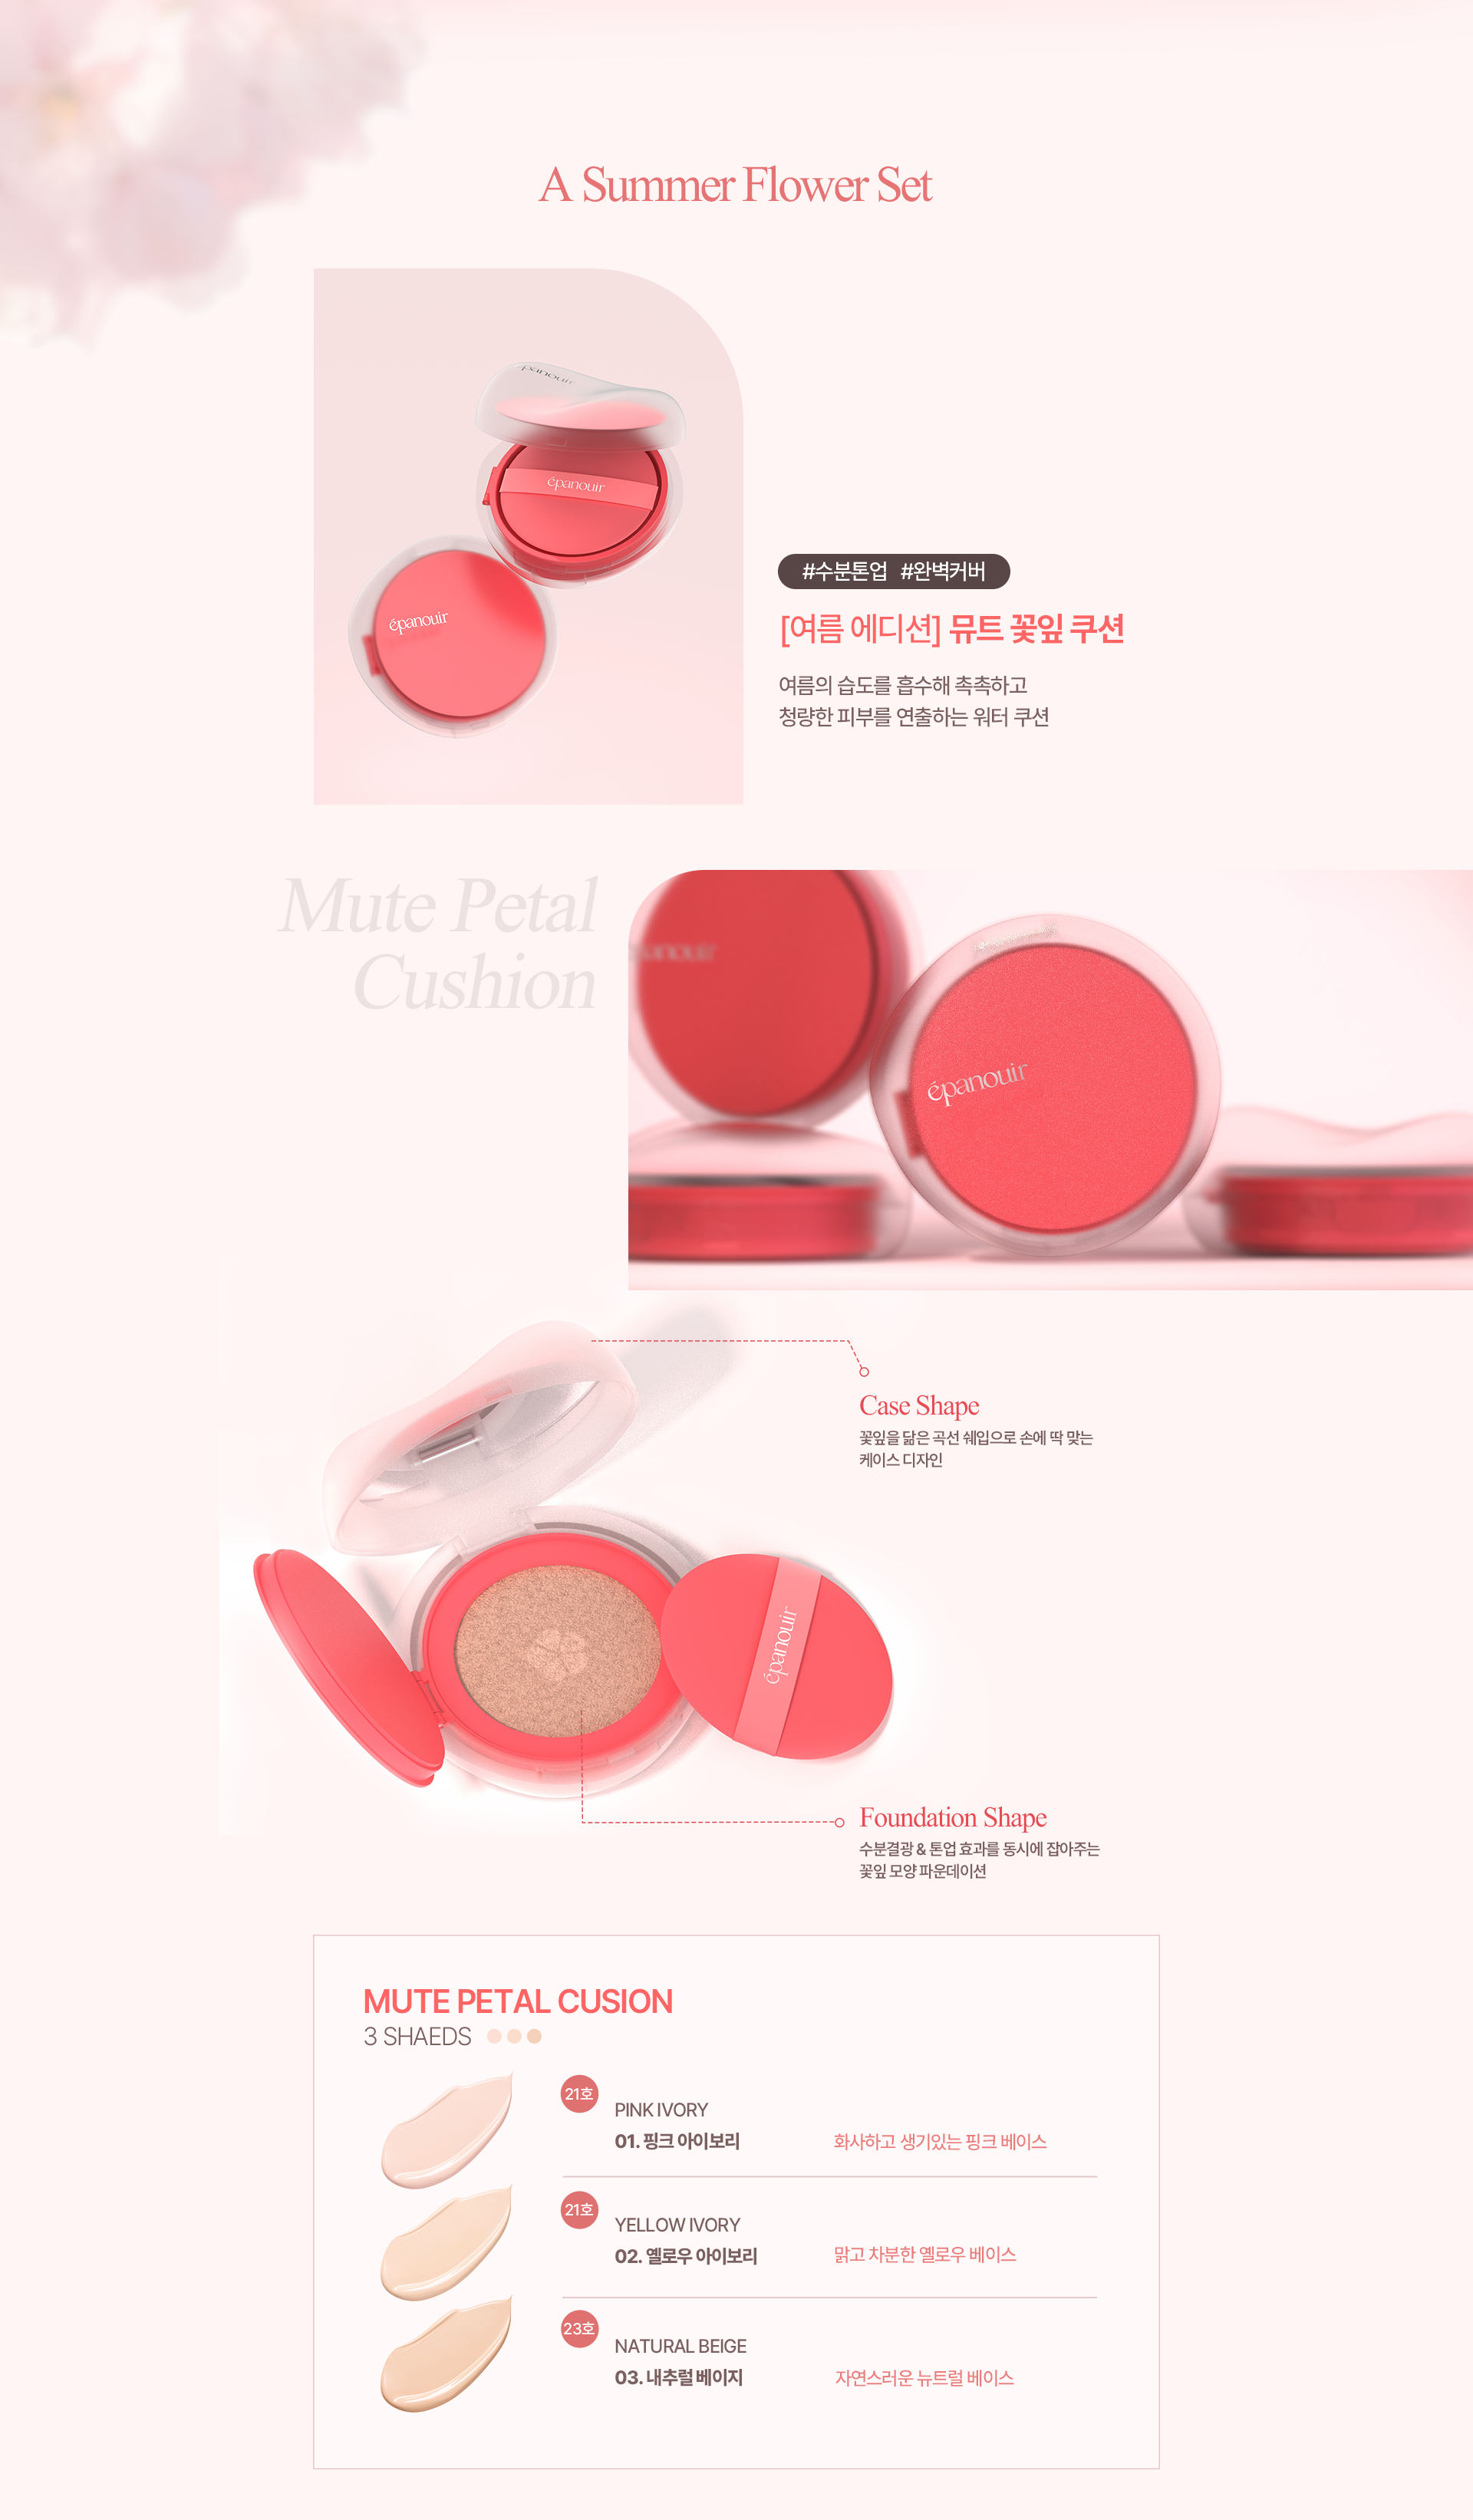 A Summer Flower Set
épanouir
épanouir
épanouir
#수분톤업 #완벽커버
[여름 에디션] 뮤트 꽃잎 쿠션
여름의 습도를 흡수해 촉촉하고
청량한 피부를 연출하는 워터 쿠션
Mute Petal
Cushion
épanouir
épanouir
Case Shape
꽃잎을 닮은 곡선 쉐입으로 손에 딱 맞는
케이스 디자인
épanouir
Foundation Shape
수분결광 & 톤업 효과를 동시에 잡아주는
꽃잎 모양 파운데이션
MUTE PETAL CUSION
3 SHAEDS
21호
PINK IVORY
01. 핑크 아이보리
화사하고 생기있는 핑크 베이스
21호
YELLOW IVORY
02. 옐로우 아이보리
맑고 차분한 옐로우 베이스
23호
NATURAL BEIGE
03. 내추럴 베이지
자연스러운 뉴트럴 베이스